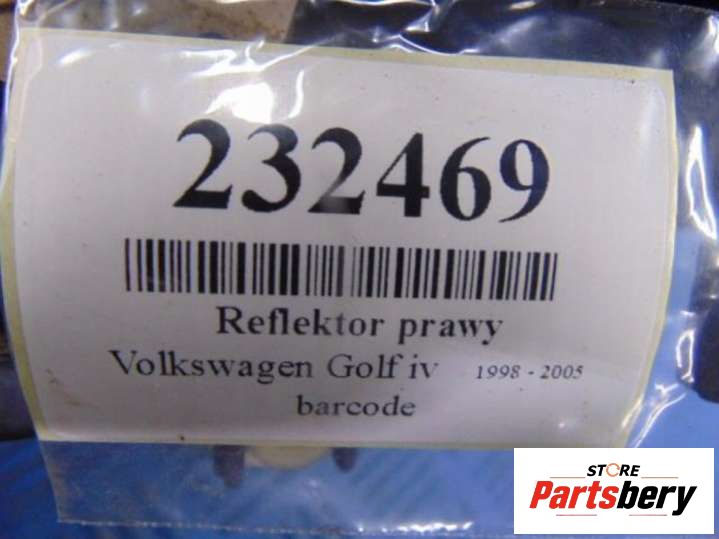 232469
Reflektor prawy
Volkswagen Golf iv 1998 - 2005
barcode
STORE
Partsbery